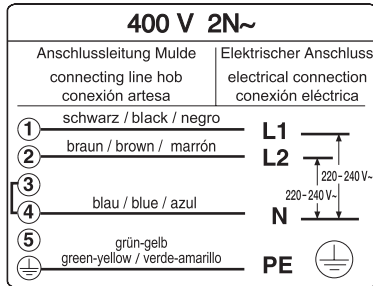 400 V 2N~
Anschlussleitung Mulde
connecting line hob
conexión artesa
Elektrischer Anschluss
electrical connection
conexión eléctrica
1 schwarz / black / negro L1
2 braun / brown / marrón L2
3
220-240 V~
220-240 V~
4 blau / blue / azul N
5
grün-gelb
green-yellow / verde-amarillo PE